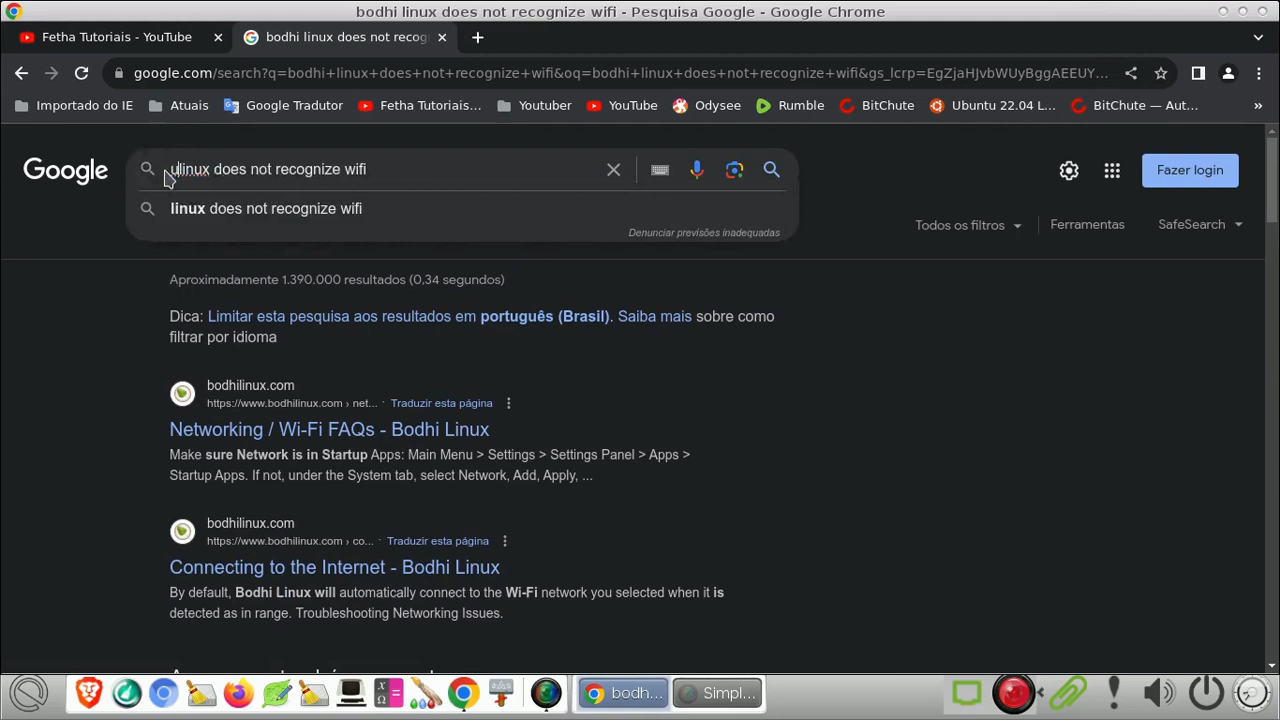 bodhi linux does not recognize wifi - Pesquisa Google - Google Chrome
Fetha Tutoriais - YouTube
bodhi linux does not recog
google.com/search?q=bodhi+linux+does+not+recognize+wifi&oq=bodhi+linux+does+not+recognize+wifi&gs_lcrp=EgZjaHJvbWUyBggAEEUY...
Importado do IE
Atuais
Google Tradutor
Fetha Tutoriais...
Youtuber
YouTube
Odysee
Rumble
BitChute
Ubuntu 22.04 L...
BitChute — Aut...
Google
ulinux does not recognize wifi
Fazer login
linux does not recognize wifi
Denunciar previsões inadequadas
Todos os filtros
Ferramentas
SafeSearch
Aproximadamente 1.390.000 resultados (0,34 segundos)
Dica: Limitar esta pesquisa aos resultados em português (Brasil). Saiba mais sobre como
filtrar por idioma
bodhilinux.com
https://www.bodhilinux.com › net... · Traduzir esta página
Networking / Wi-Fi FAQs - Bodhi Linux
Make sure Network is in Startup Apps: Main Menu > Settings > Settings Panel > Apps >
Startup Apps. If not, under the System tab, select Network, Add, Apply, ...
bodhilinux.com
https://www.bodhilinux.com › co... · Traduzir esta página
Connecting to the Internet - Bodhi Linux
By default, Bodhi Linux will automatically connect to the Wi-Fi network you selected when it is
detected as in range. Troubleshooting Networking Issues.
bodh...
Simpl...